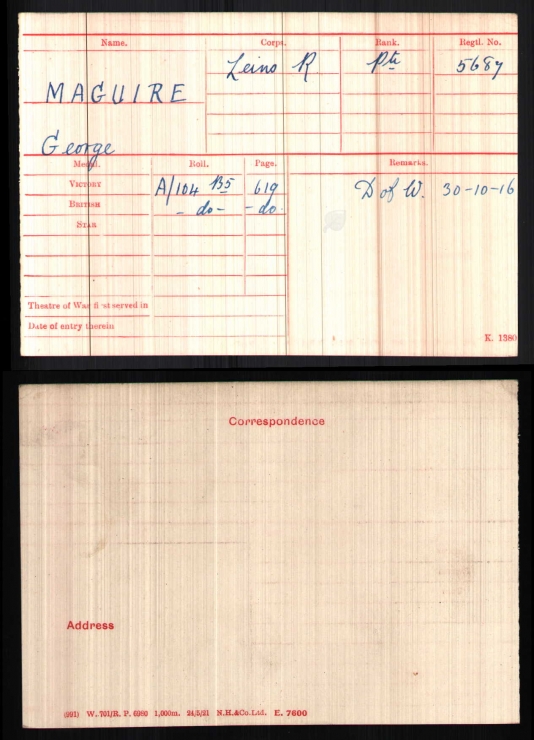 Name. Corps. Rank. Regtl. No.
MAGUIRE Leins R Pte 5687
George
Medal. Roll. Page. Remarks.
VICTORY A/104 B5 619 D of W. 30-10-16
BRITISH - do - - do -
STAR
Theatre of War first served in
Date of entry therein
K. 1380
Correspondence
Address
(991) W. 701/R. P. 6980 1,000m. 24/5/21 N.H.&Co.Ltd. E. 7600